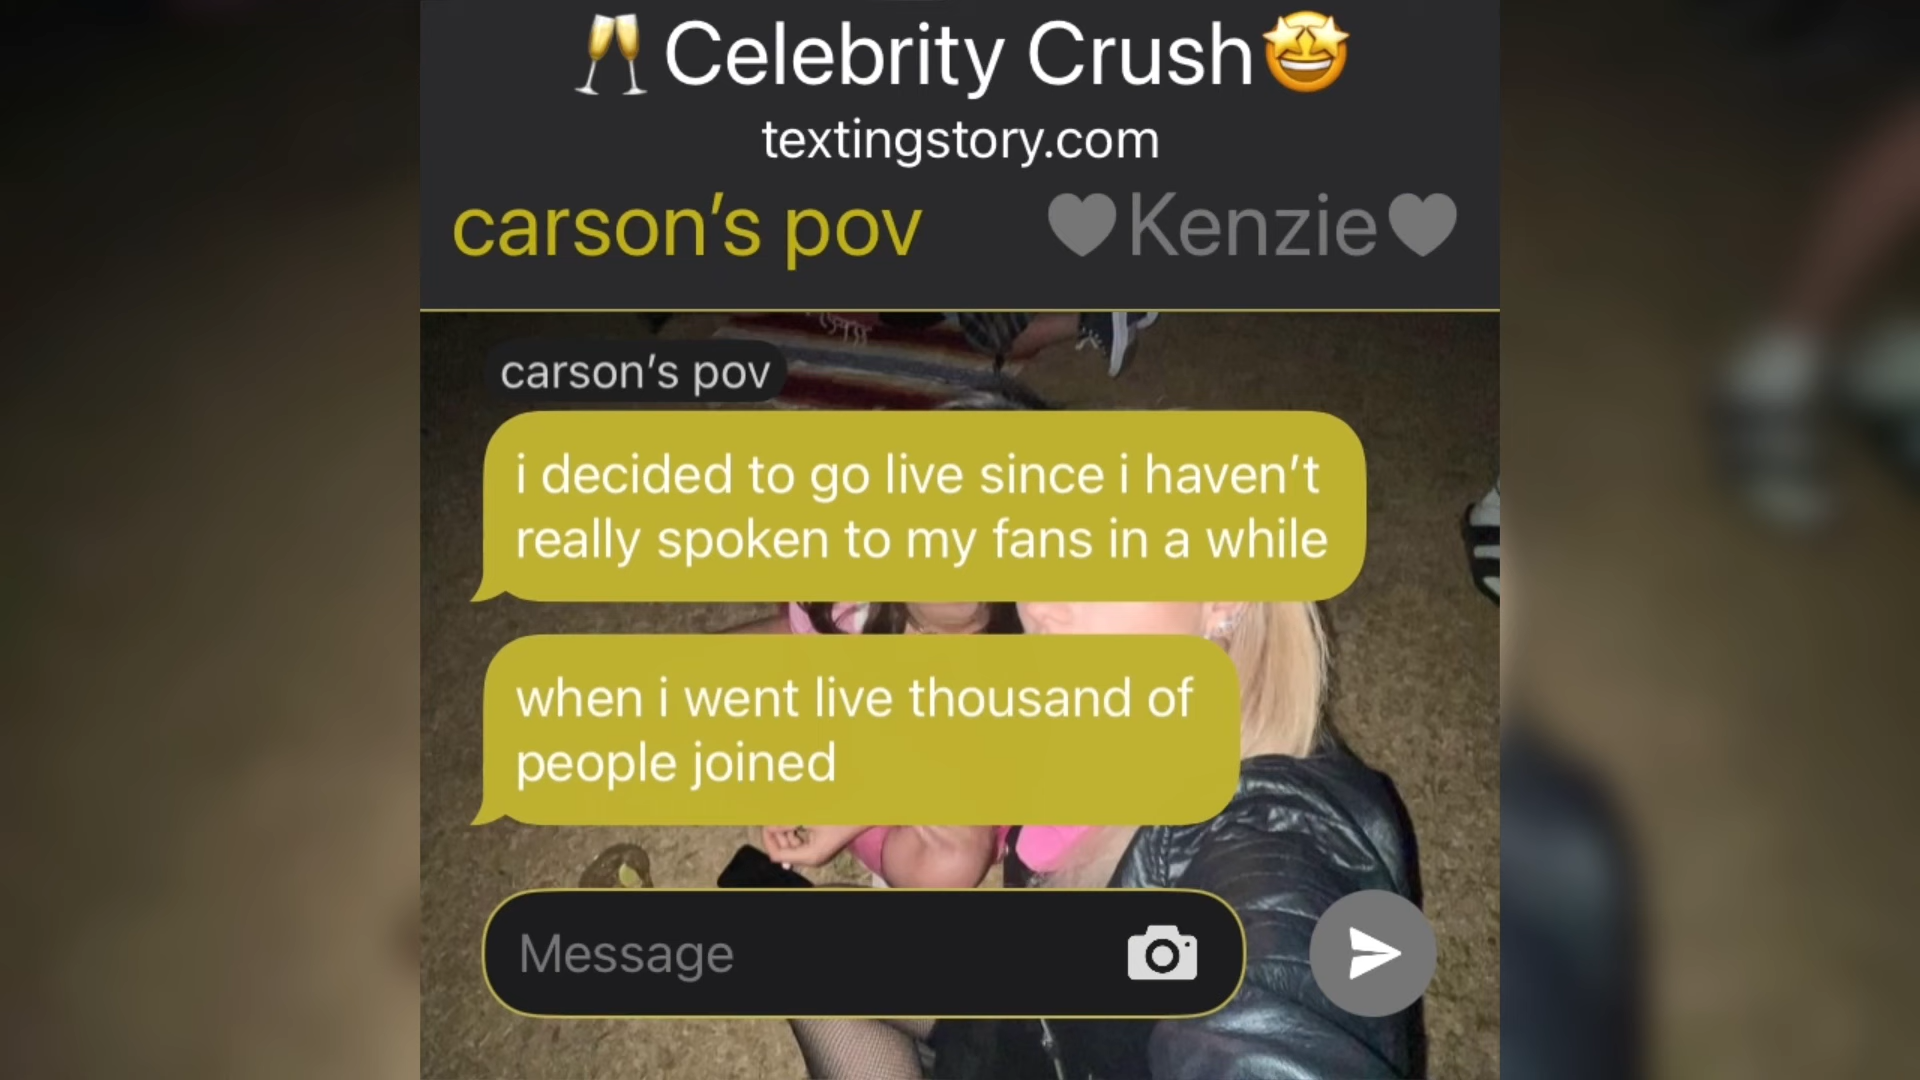 🥂Celebrity Crush🤩
textingstory.com
carson’s pov
🩶Kenzie🩶
carson’s pov
i decided to go live since i haven’t
really spoken to my fans in a while
when i went live thousand of
people joined
Message